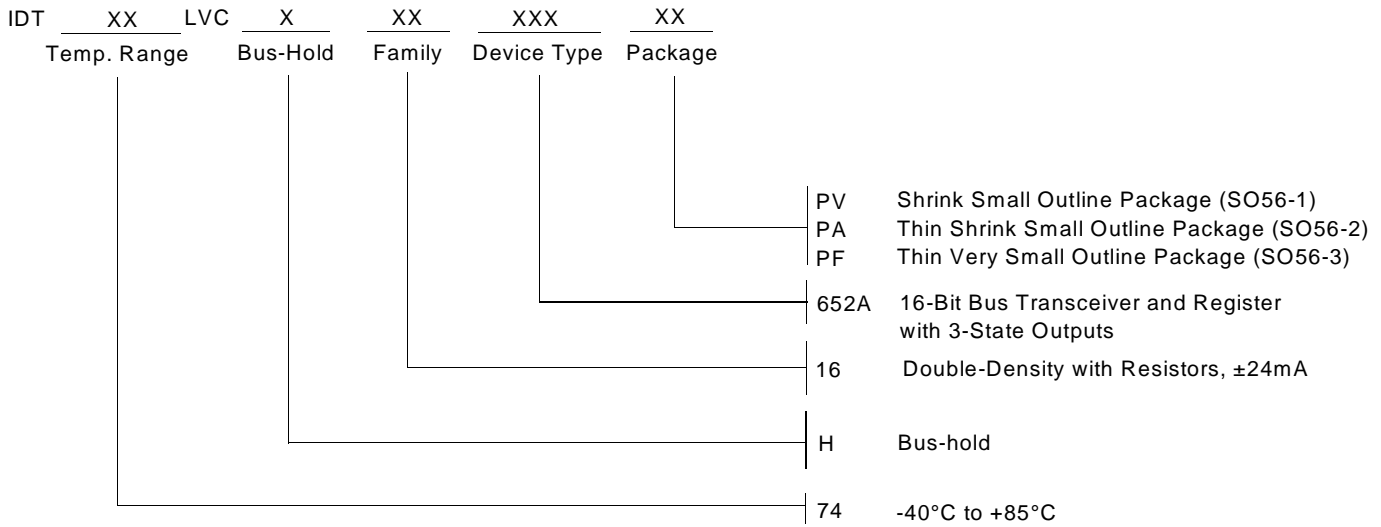 IDT XX LVC X XX XXX XX
Temp. Range Bus-Hold Family Device Type Package
PV Shrink Small Outline Package (SO56-1)
PA Thin Shrink Small Outline Package (SO56-2)
PF Thin Very Small Outline Package (SO56-3)
652A 16-Bit Bus Transceiver and Register
with 3-State Outputs
16 Double-Density with Resistors, ±24mA
H Bus-hold
74 -40°C to +85°C